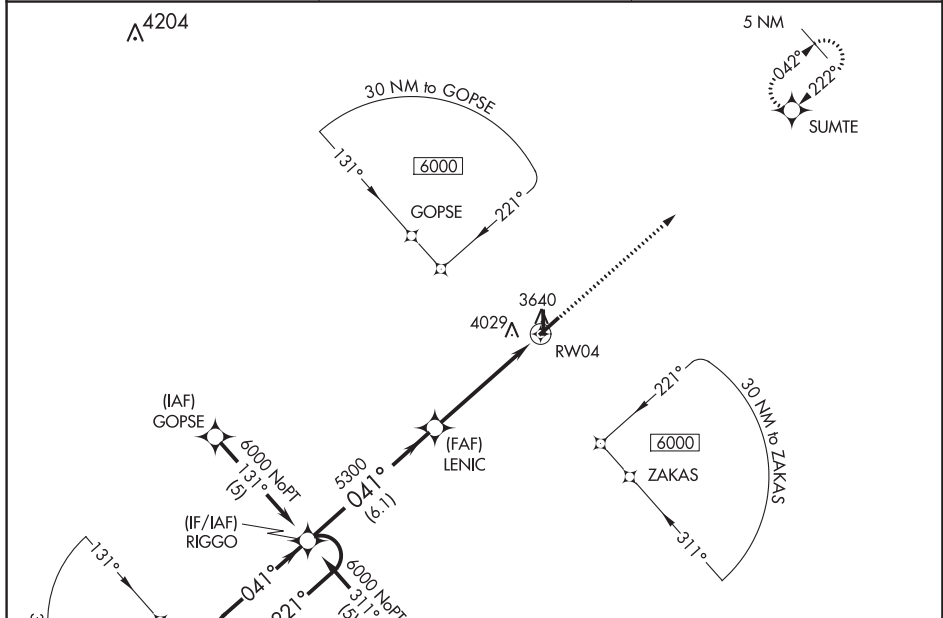 4204
5 NM
042°
222°
SUMTE
30 NM to GOPSE
131°
6000
221°
GOPSE
3640
4029
RW04
221°
30 NM to ZAKAS
6000
ZAKAS
311°
(IAF)
GOPSE
6000 NoPT
131°
(5)
(FAF)
LENIC
5300
041°
(6.1)
(IF/IAF)
RIGGO
131°
041°
221°
6000 NoPT
311°
(5)